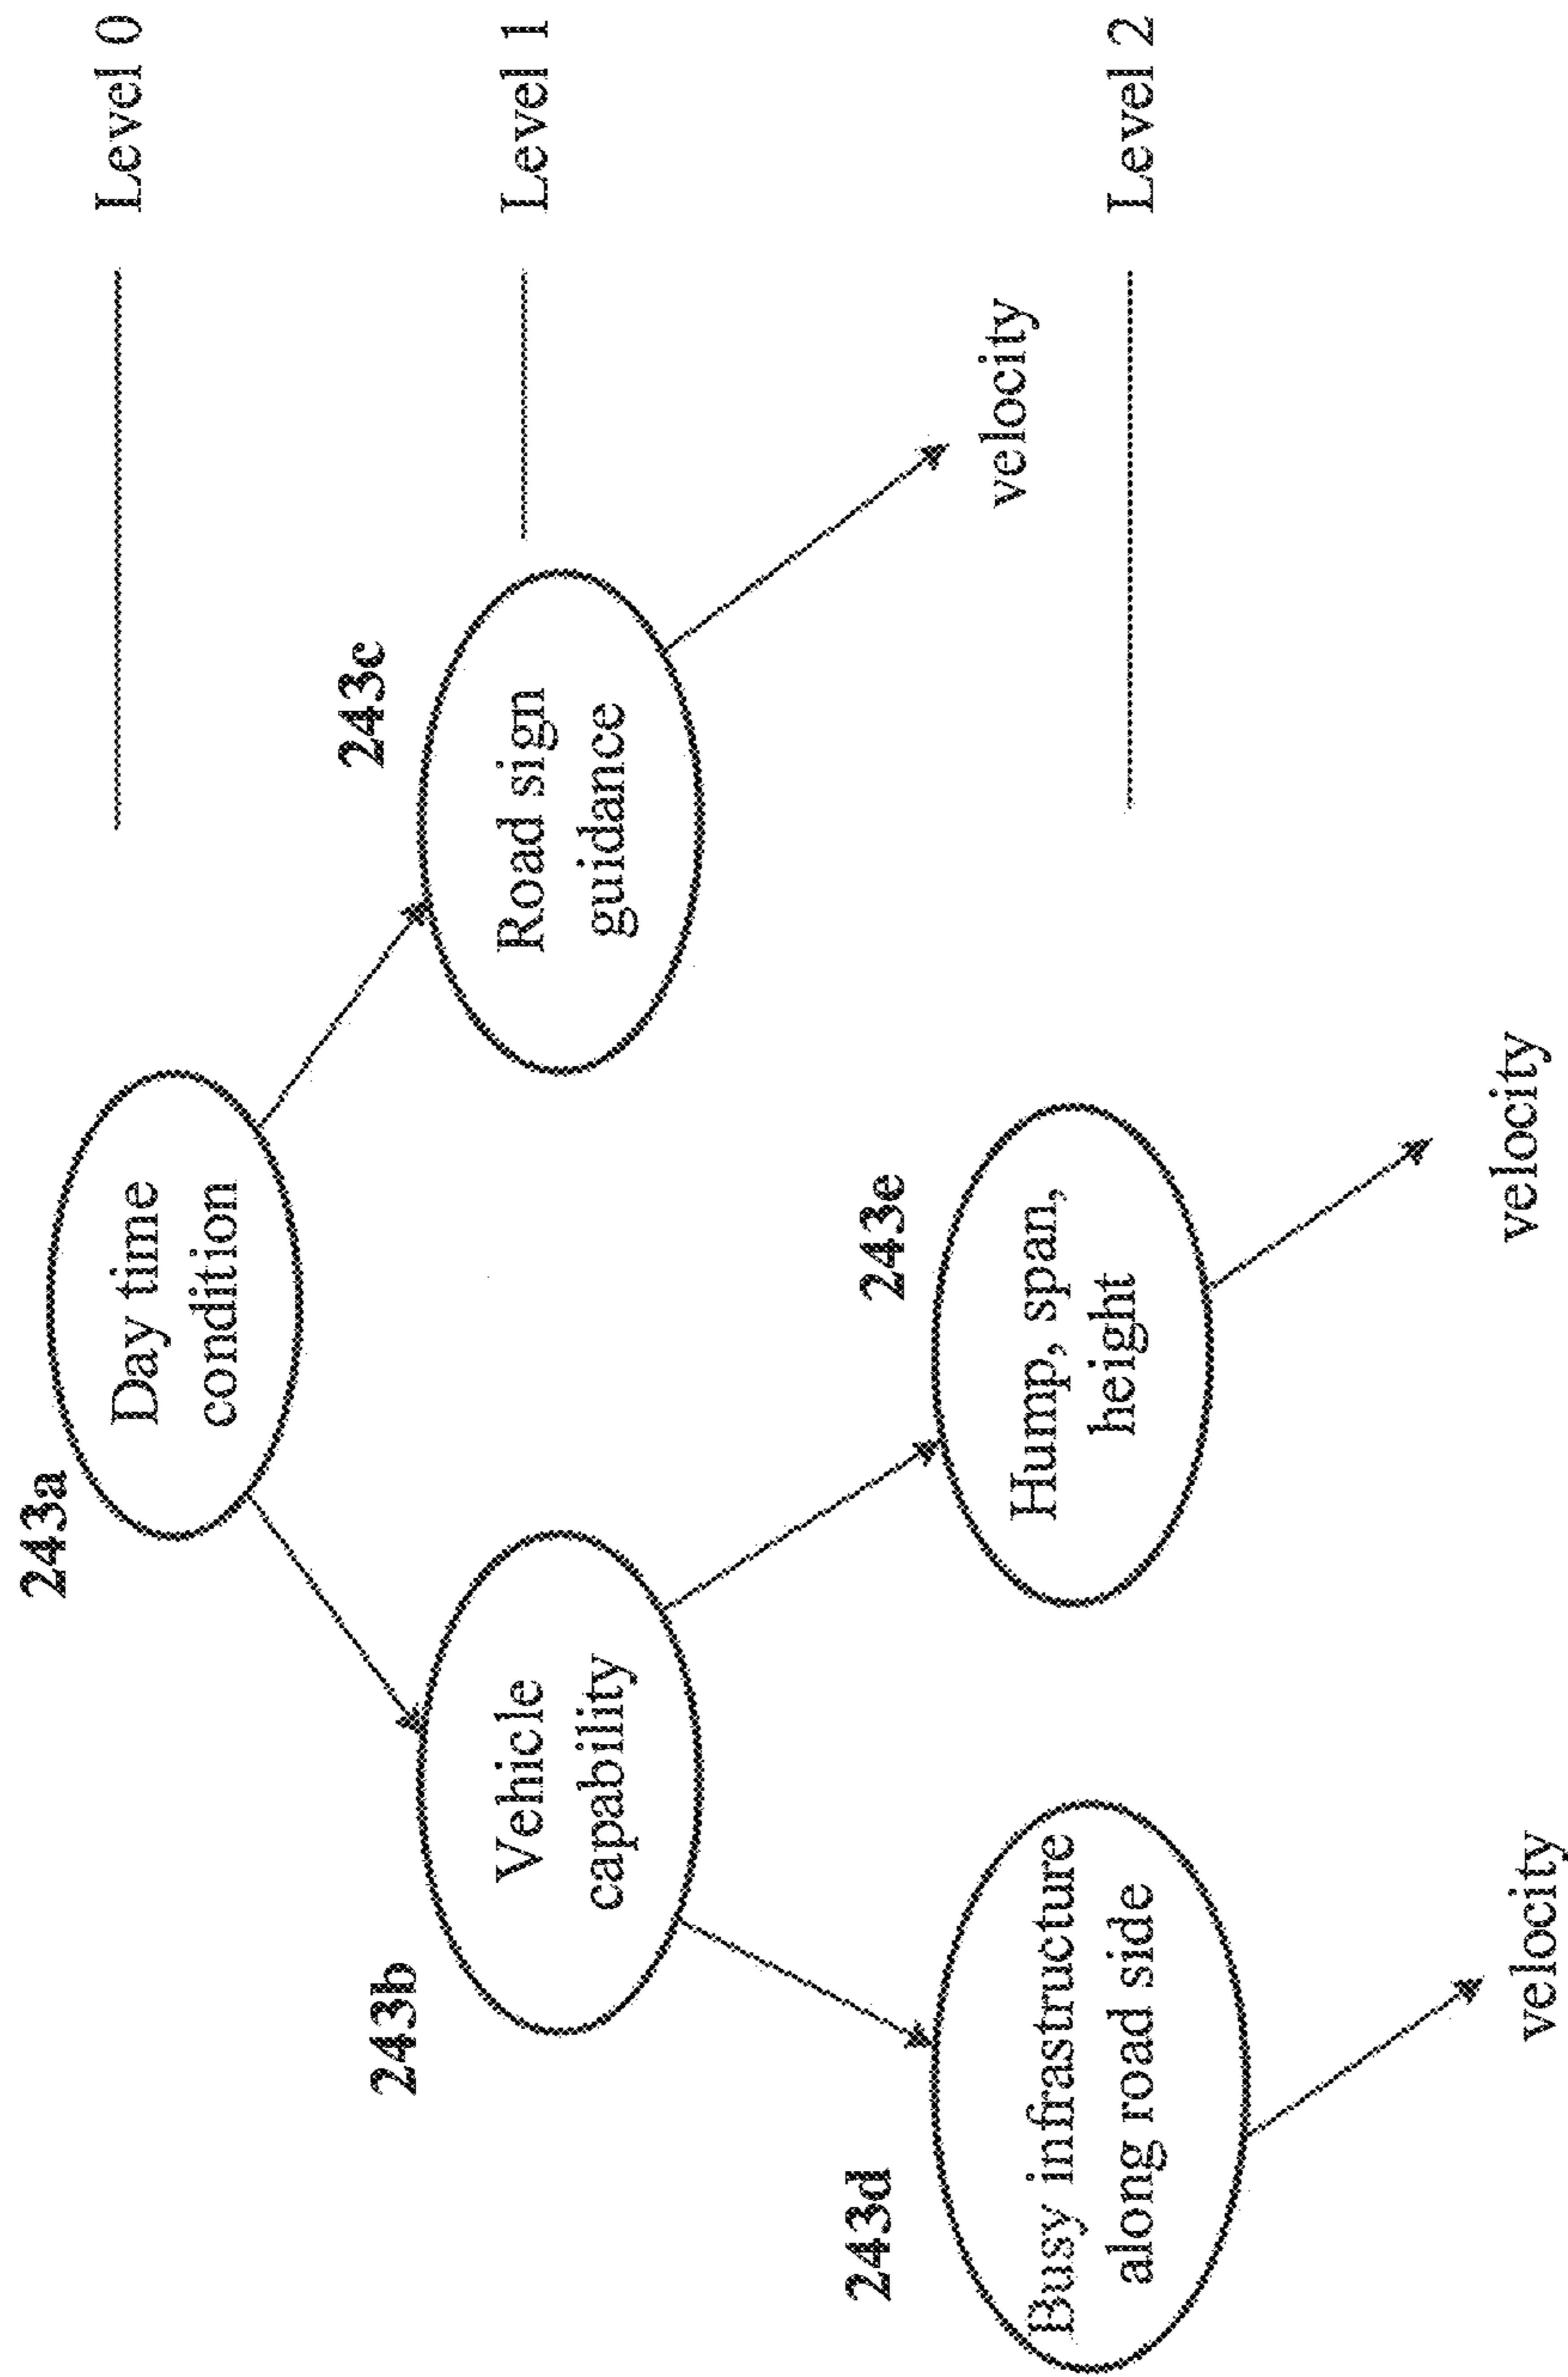 243a
Day time
condition
Level 0
243b
Vehicle
capability
243c
Road sign
guidance
Level 1
velocity
243d
Busy infrastructure
along road side
243e
Hump, span,
height
Level 2
velocity
velocity